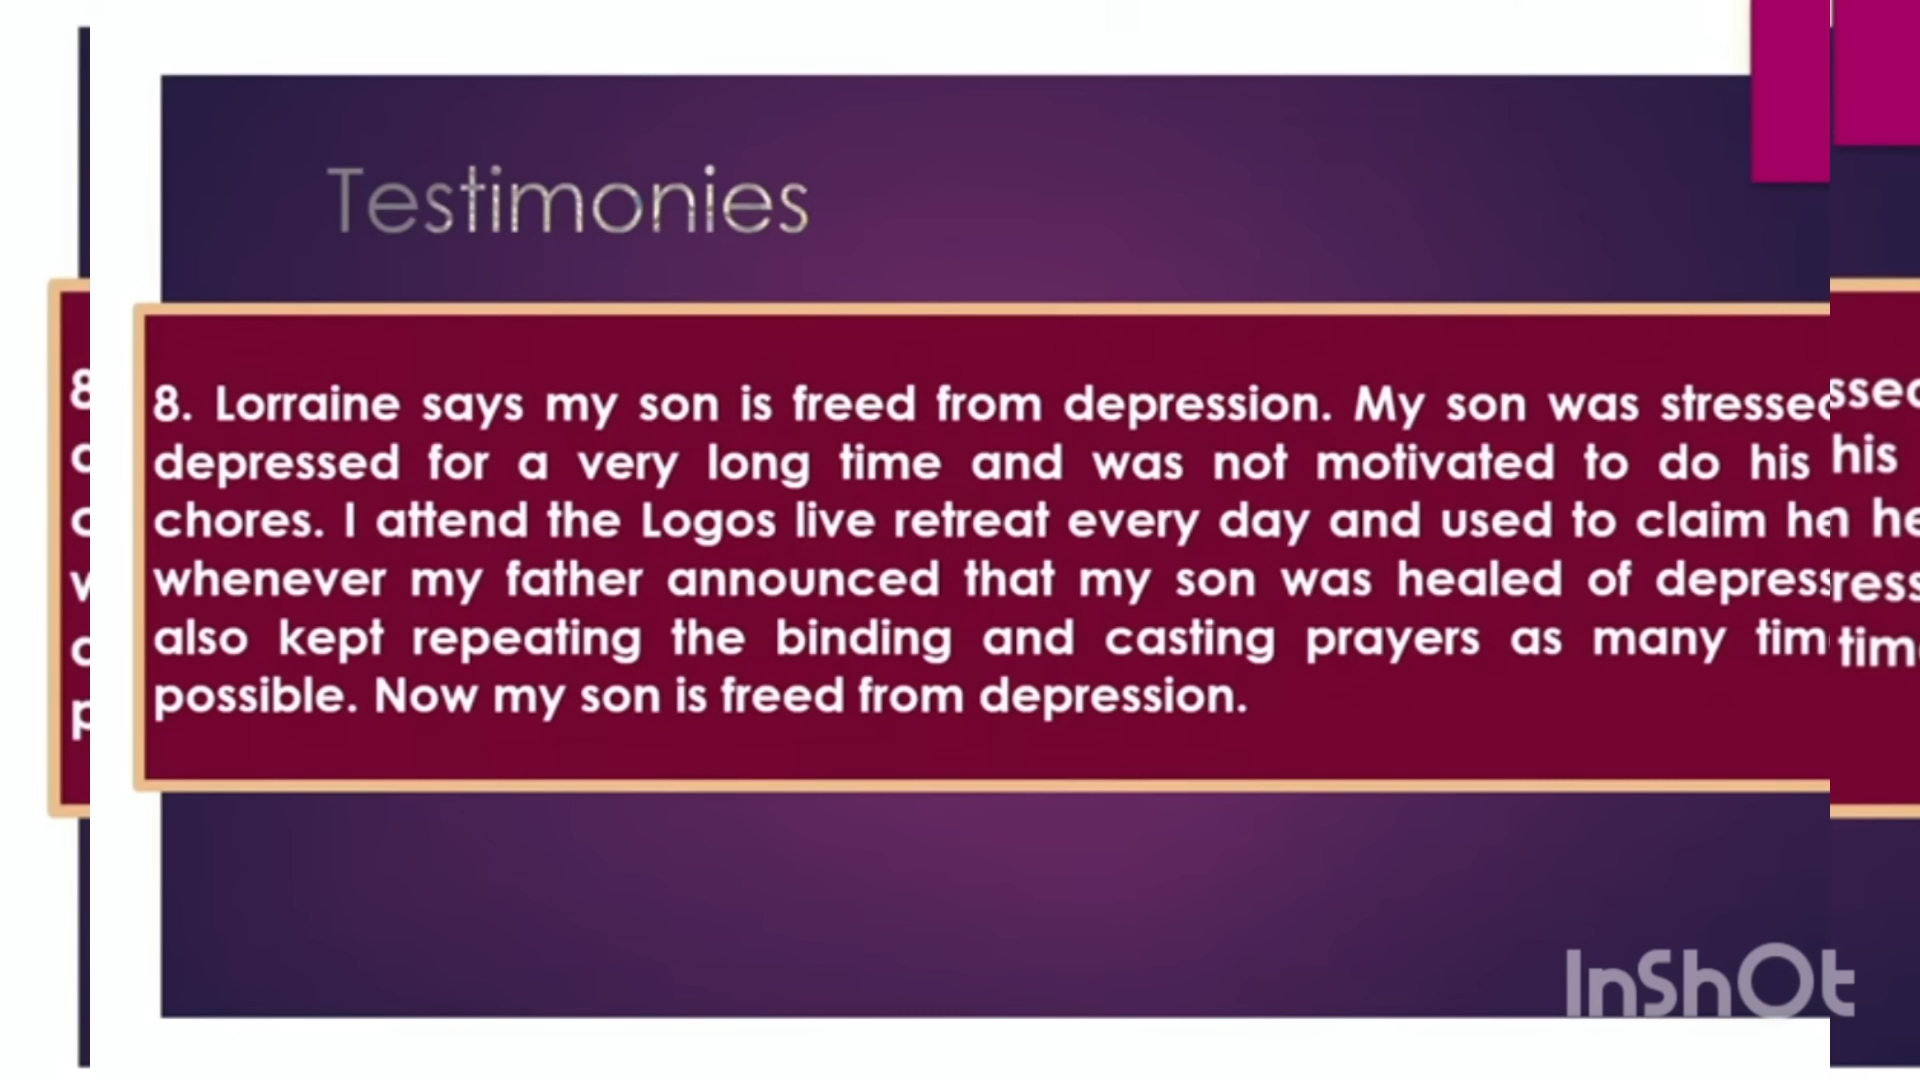 Testimonies
8. Lorraine says my son is freed from depression. My son was stressed
depressed for a very long time and was not motivated to do his
chores. I attend the Logos live retreat every day and used to claim he
whenever my father announced that my son was healed of depress
also kept repeating the binding and casting prayers as many tim
possible. Now my son is freed from depression.
InShOt